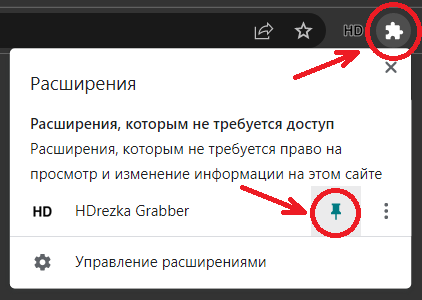 HD
Расширения
Расширения, которым не требуется доступ
Расширения, которым не требуется право на
просмотр и изменение информации на этом сайте
HD HDrezka Grabber
Управление расширениями